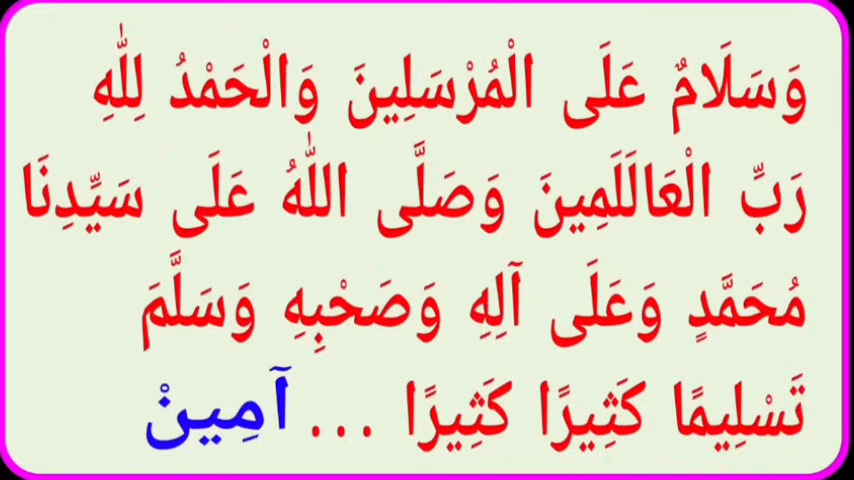 وَسَلَامٌ عَلَى الْمُرْسَلِينَ وَالْحَمْدُ لِلّٰهِ
رَبِّ الْعَالَلَمِينَ وَصَلَّى اللّٰهُ عَلَى سَيِّدِنَا
مُحَمَّدٍ وَعَلَى آلِهِ وَصَحْبِهِ وَسَلَّمَ
تَسْلِيمًا كَثِيرًا كَثِيرًا ... آمِينْ